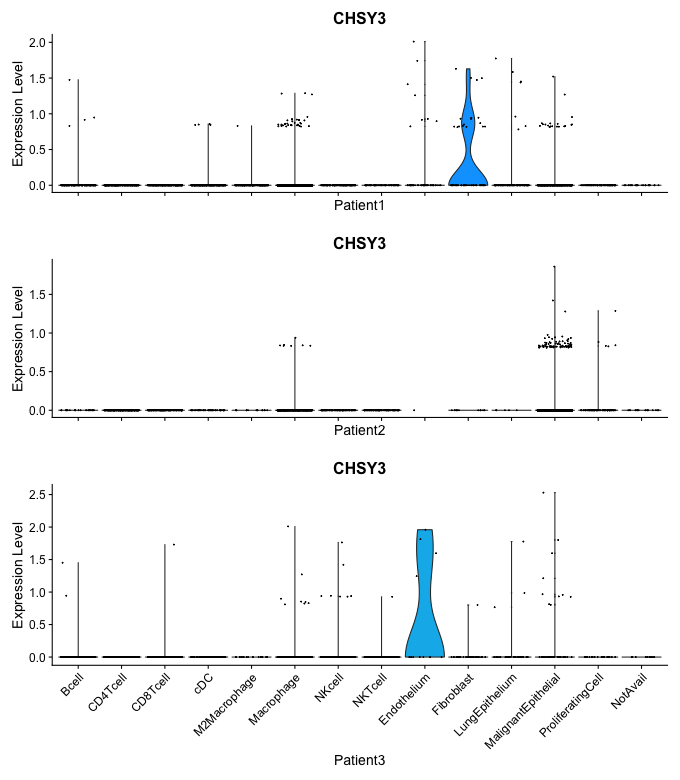 CHSY3
2.0
1.5
1.0
0.5
0.0
Expression Level
Patient1
CHSY3
1.5
1.0
0.5
0.0
Expression Level
Patient2
CHSY3
2.5
2.0
1.5
1.0
0.5
0.0
Expression Level
Bcell
CD4Tcell
CD8Tcell
cDC
M2Macrophage
Macrophage
NKcell
NKTcell
Endothelium
Fibroblast
LungEpithelium
MalignantEpithelial
ProliferatingCell
NotAvail
Patient3